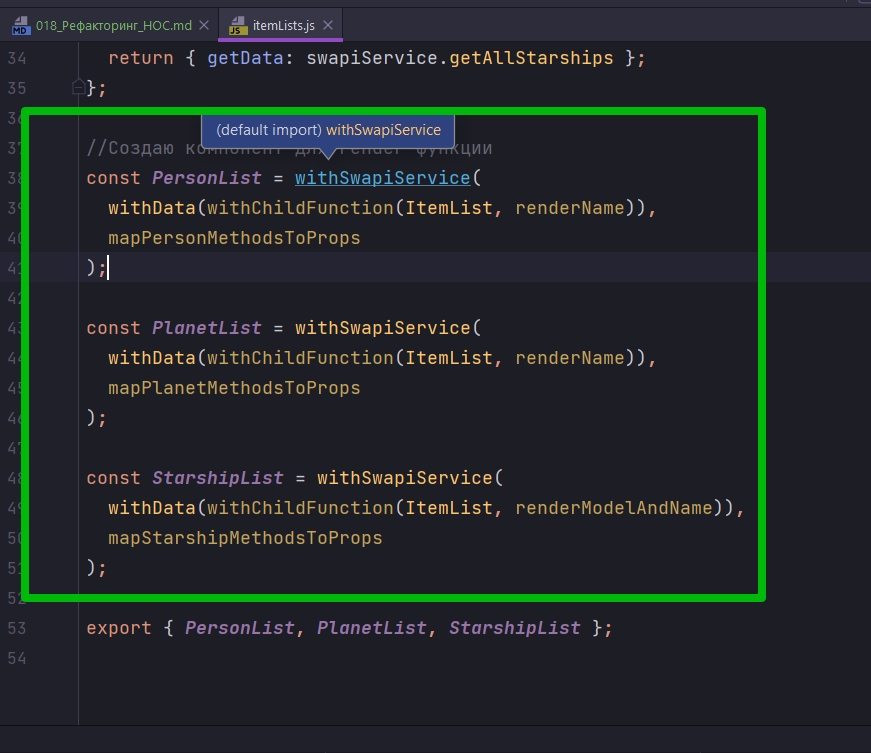 MD 018_Рефакторинг_HOC.md JS itemLists.js
34 return { getData: swapiService.getAllStarships };
35 };
36
(default import) withSwapiService
37 //Создаю компонент для render функции
38 const PersonList = withSwapiService(
39 withData(withChildFunction(ItemList, renderName)),
40 mapPersonMethodsToProps
41 );
42
43 const PlanetList = withSwapiService(
44 withData(withChildFunction(ItemList, renderName)),
45 mapPlanetMethodsToProps
46 );
47
48 const StarshipList = withSwapiService(
49 withData(withChildFunction(ItemList, renderModelAndName)),
50 mapStarshipMethodsToProps
51 );
52
53 export { PersonList, PlanetList, StarshipList };
54